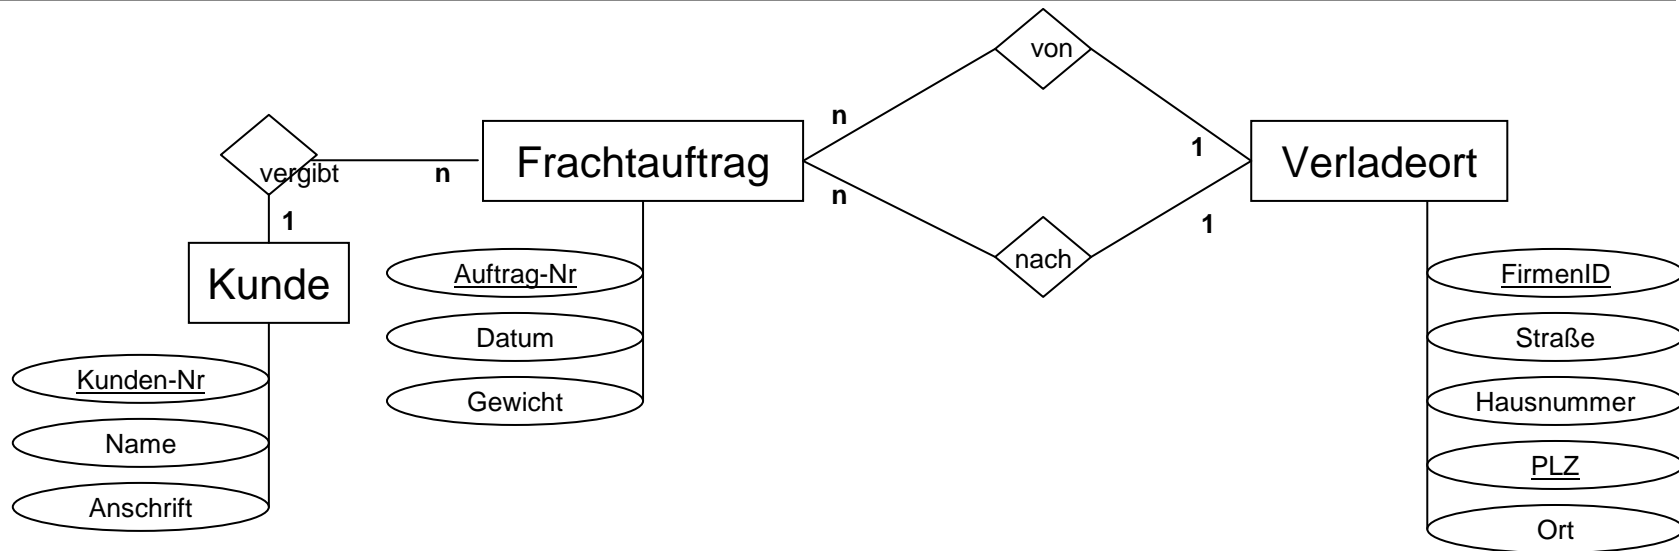 von
n
1
Frachtauftrag
Verladeort
vergibt
n
n
1
1
nach
Kunde
Auftrag-Nr
FirmenID
Datum
Straße
Kunden-Nr
Gewicht
Hausnummer
Name
PLZ
Anschrift
Ort